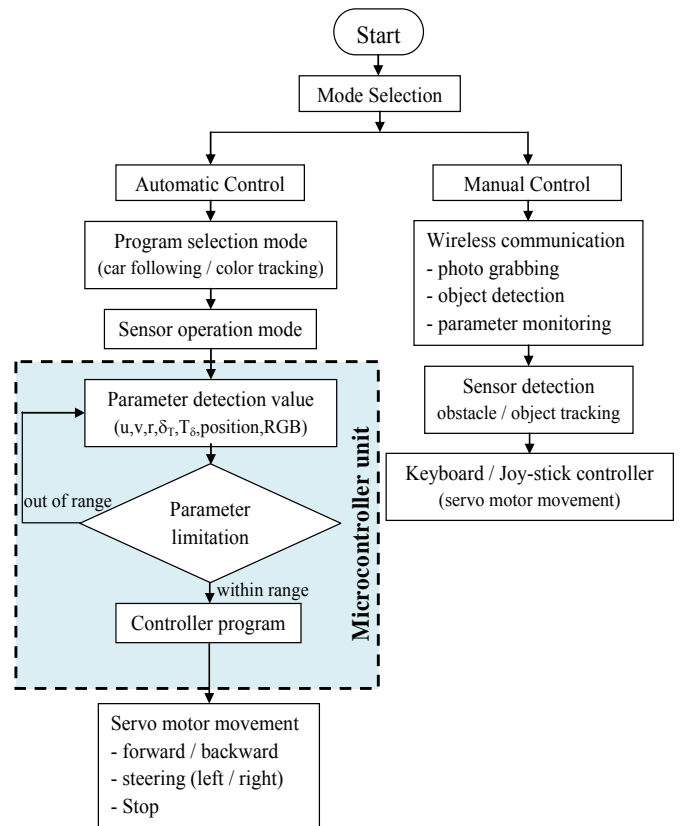 Start
Mode Selection
Automatic Control
Manual Control
Program selection mode
(car following / color tracking)
Wireless communication
- photo grabbing
- object detection
- parameter monitoring
Sensor operation mode
Sensor detection
obstacle / object tracking
Parameter detection value
(u,v,r,δT,Tδ,position,RGB)
Keyboard / Joy-stick controller
(servo motor movement)
out of range
Parameter
limitation
within range
Controller program
Microcontroller unit
Servo motor movement
- forward / backward
- steering (left / right)
- Stop